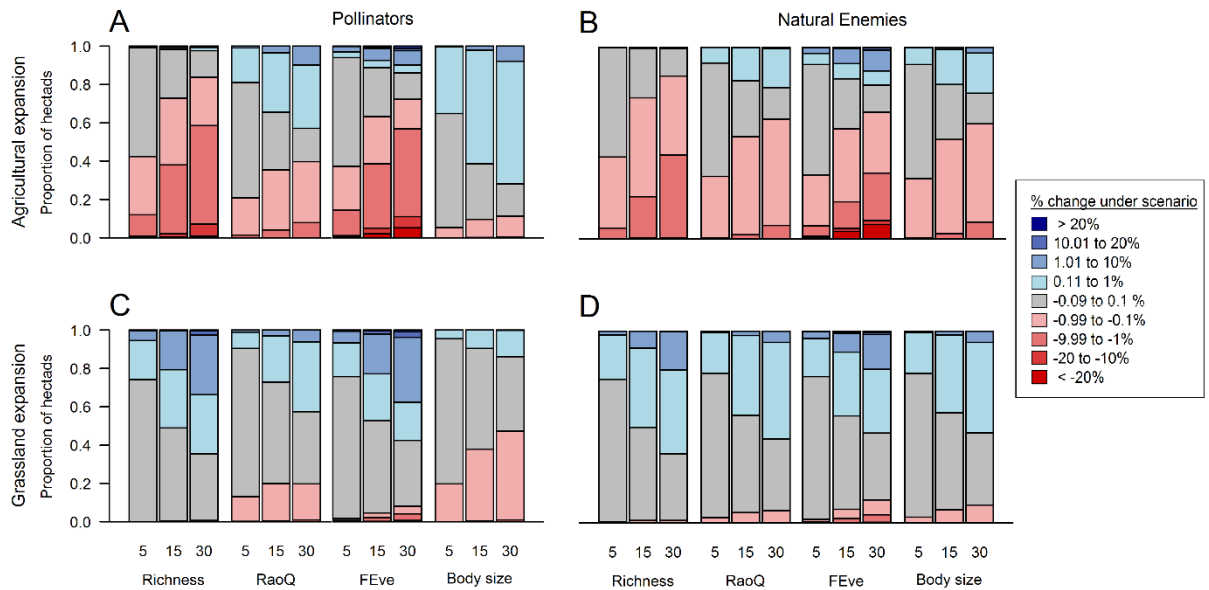 A
Pollinators
B
Natural Enemies
Agricultural expansion
Proportion of hectads
1.0
0.8
0.6
0.4
0.2
0.0
C
D
Grassland expansion
Proportion of hectads
1.0
0.8
0.6
0.4
0.2
0.0
5 15 30 5 15 30 5 15 30 5 15 30
Richness RaoQ FEve Body size
5 15 30 5 15 30 5 15 30 5 15 30
Richness RaoQ FEve Body size
% change under scenario
> 20%
10.01 to 20%
1.01 to 10%
0.11 to 1%
-0.09 to 0.1 %
-0.99 to -0.1%
-9.99 to -1%
-20 to -10%
< -20%